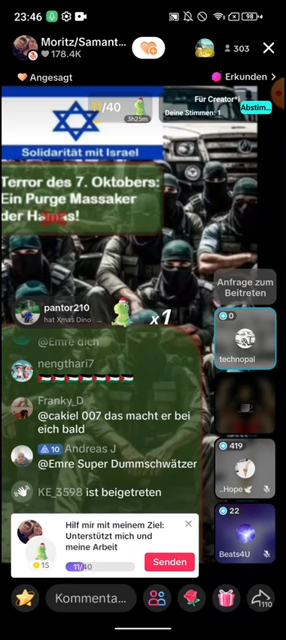 23:46
98
Moritz/Samant...
178.4K
303
Angesagt
Erkunden >
/40
3h25m
Für Creator*i
Deine Stimmen: 1
Abstim...
Solidarität mit Israel
Terror des 7. Oktobers:
Ein Purge Massaker
der Hamas!
Anfrage zum
Beitreten
pantor210
hat Xmas Dino
x1
0
technopal
@Emre dich
nengthari7
Franky_D
@cakiel 007 das macht er bei
eich bald
10 Andreas J
@Emre Super Dummschwätzer
KE_3598 ist beigetreten
419
..Hope
22
Beats4U
Hilf mir mit meinem Ziel:
Unterstützt mich und
meine Arbeit
15
11/40
Senden
Kommenta...
110